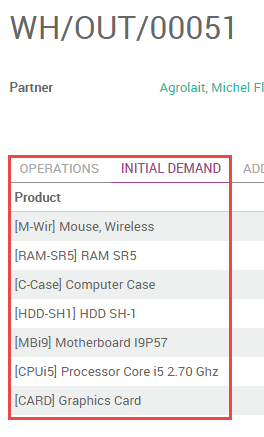 WH/OUT/00051
Partner Agrolait, Michel Fl
OPERATIONS INITIAL DEMAND ADD
Product
[M-Wir] Mouse, Wireless
[RAM-SR5] RAM SR5
[C-Case] Computer Case
[HDD-SH1] HDD SH-1
[MBi9] Motherboard I9P57
[CPUi5] Processor Core i5 2.70 Ghz
[CARD] Graphics Card